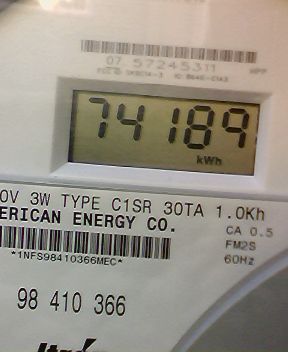 07 57245311
74189
kWh
0V 3W TYPE C1SR 30TA 1.0Kh
ERICAN ENERGY CO.
CA 0.5
FM2S
*1NFS98410366MEC*
60Hz
98 410 366
Itron